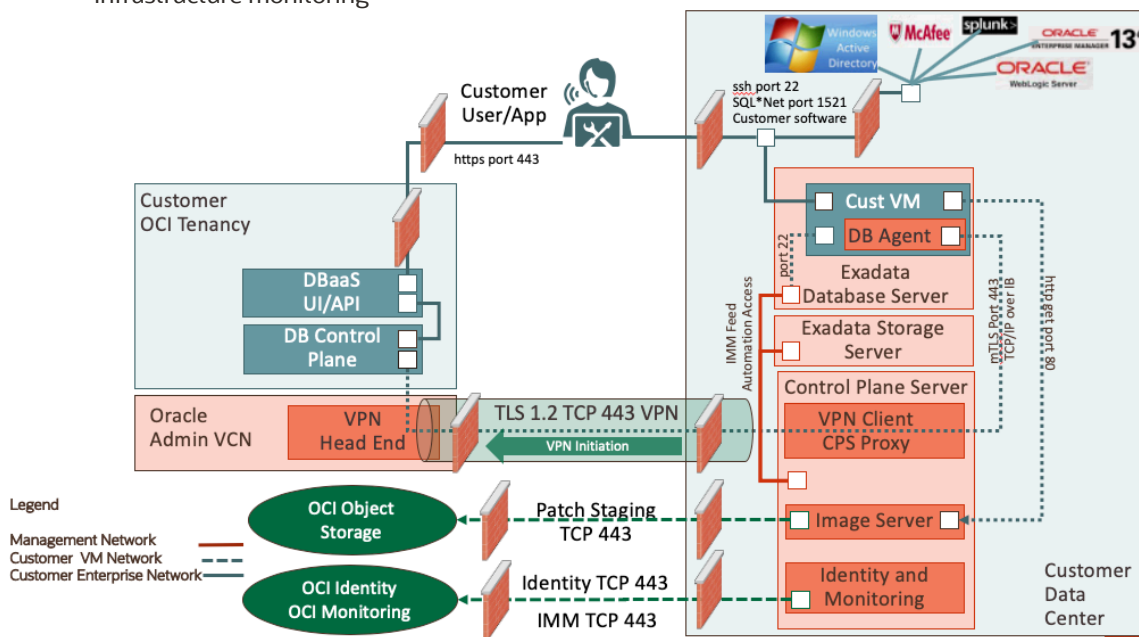 infrastructure monitoring
Windows
Active
Directory
McAfee
splunk>
ORACLE
ENTERPRISE MANAGER 13c
ORACLE
WebLogic Server
Customer
User/App
https port 443
ssh port 22
SQL*Net port 1521
Customer software
Customer
OCI Tenancy
DBaaS
UI/API
DB Control
Plane
Oracle
Admin VCN
VPN
Head End
TLS 1.2 TCP 443 VPN
VPN Initiation
Cust VM
DB Agent
port 22
Exadata
Database Server
IMM Feed
Automation Access
mTLS Port 443
TCP/IP over IB
http get port 80
Exadata Storage
Server
Control Plane Server
VPN Client
CPS Proxy
Image Server
Identity and
Monitoring
OCI Object
Storage
Patch Staging
TCP 443
OCI Identity
OCI Monitoring
Identity TCP 443
IMM TCP 443
Legend
Management Network
Customer VM Network
Customer Enterprise Network
Customer
Data
Center